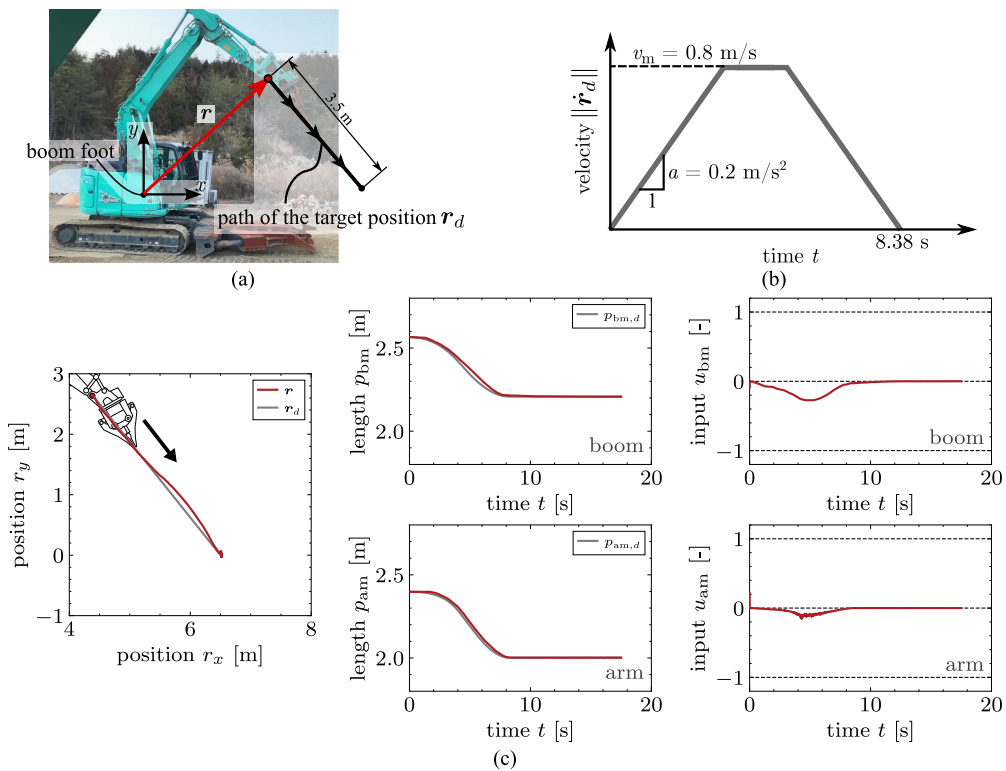 r
3.5 m
y
boom foot
x
path of the target position r_d
(a)
velocity ||ṙ_d||
v_m = 0.8 m/s
a = 0.2 m/s²
1
8.38 s
time t
(b)
position r_y [m]
3
2
1
0
−1
r
r_d
4 6 8
position r_x [m]
length p_bm [m]
2.5
2.0
p_bm,d
boom
0 10 20
time t [s]
input u_bm [-]
1
0
−1
boom
0 10 20
time t [s]
length p_am [m]
2.5
2.0
p_am,d
arm
0 10 20
time t [s]
input u_am [-]
1
0
−1
arm
0 10 20
time t [s]
(c)